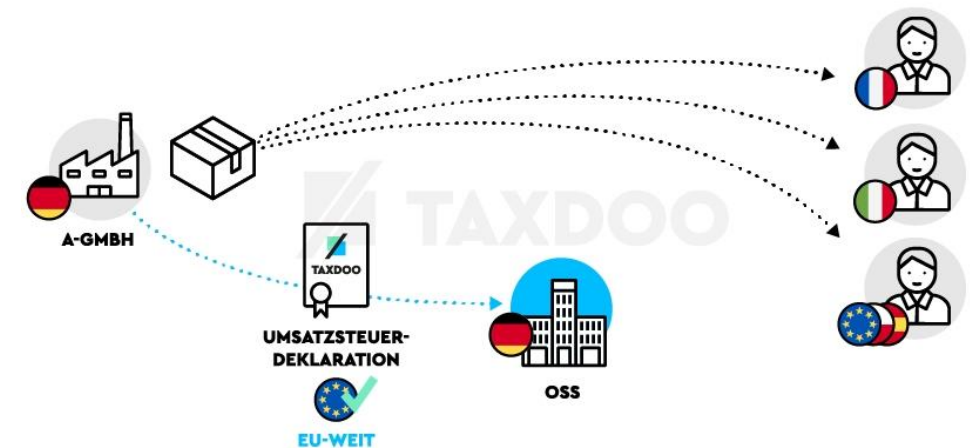 TAXDOO
A-GMBH
TAXDOO
UMSATZSTEUER-
DEKLARATION
OSS
EU-WEIT